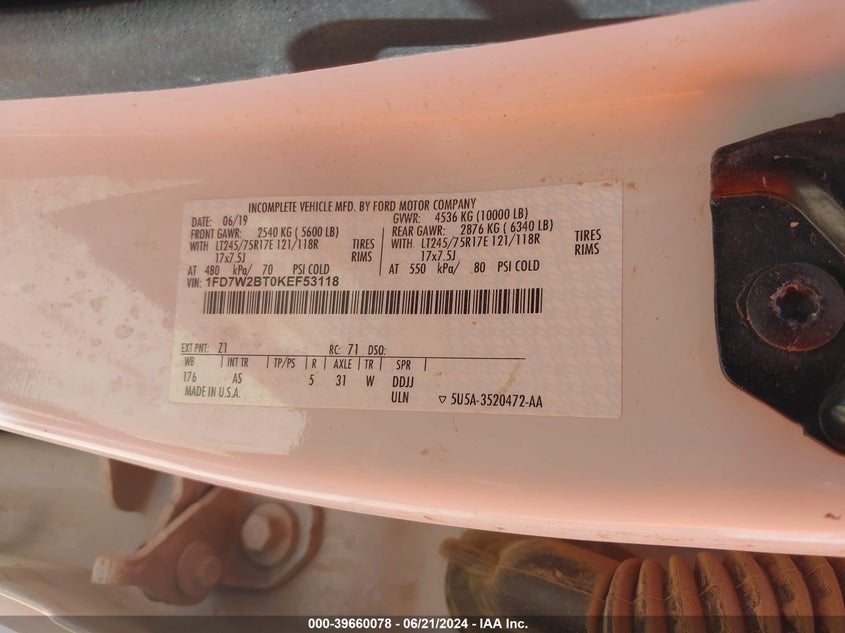 INCOMPLETE VEHICLE MFD. BY FORD MOTOR COMPANY
DATE: 06/19 GVWR: 4536 KG (10000 LB)
FRONT GAWR: 2540 KG ( 5600 LB) REAR GAWR: 2876 KG ( 6340 LB)
WITH LT245/75R17E 121/118R TIRES WITH LT245/75R17E 121/118R TIRES
17x7.5J RIMS 17x7.5J RIMS
AT 480 kPa/ 70 PSI COLD AT 550 kPa/ 80 PSI COLD
VIN: 1FD7W2BT0KEF53118
EXT PNT: Z1 RC: 71 DSO:
WB INT TR TP/PS R AXLE TR SPR
176 AS 5 31 W DDJJ
MADE IN U.S.A. ULN ▽ 5U5A-3520472-AA
000-39660078 - 06/21/2024 - IAA Inc.